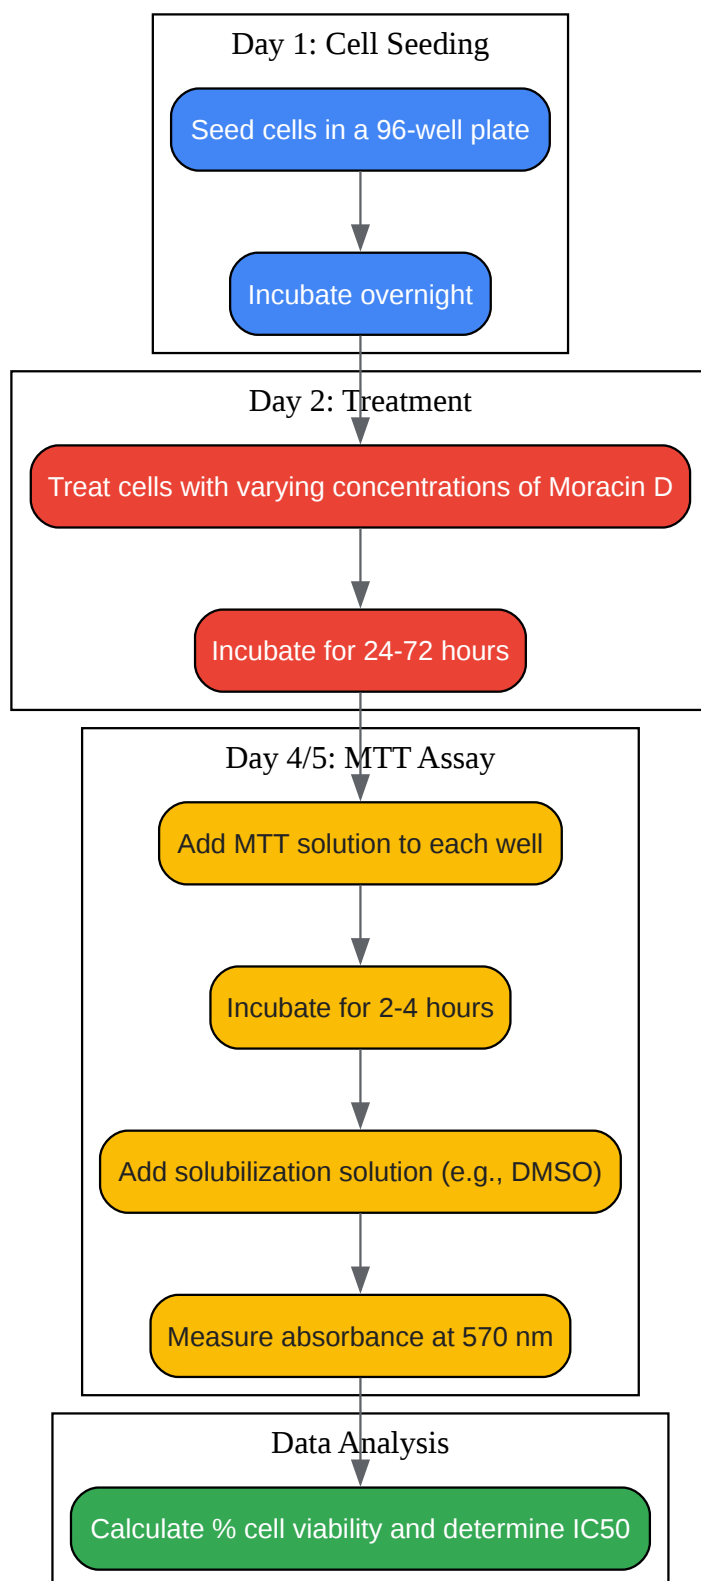 Day 1: Cell Seeding
Seed cells in a 96-well plate
Incubate overnight
Day 2: Treatment
Treat cells with varying concentrations of Moracin D
Incubate for 24-72 hours
Day 4/5: MTT Assay
Add MTT solution to each well
Incubate for 2-4 hours
Add solubilization solution (e.g., DMSO)
Measure absorbance at 570 nm
Data Analysis
Calculate % cell viability and determine IC50